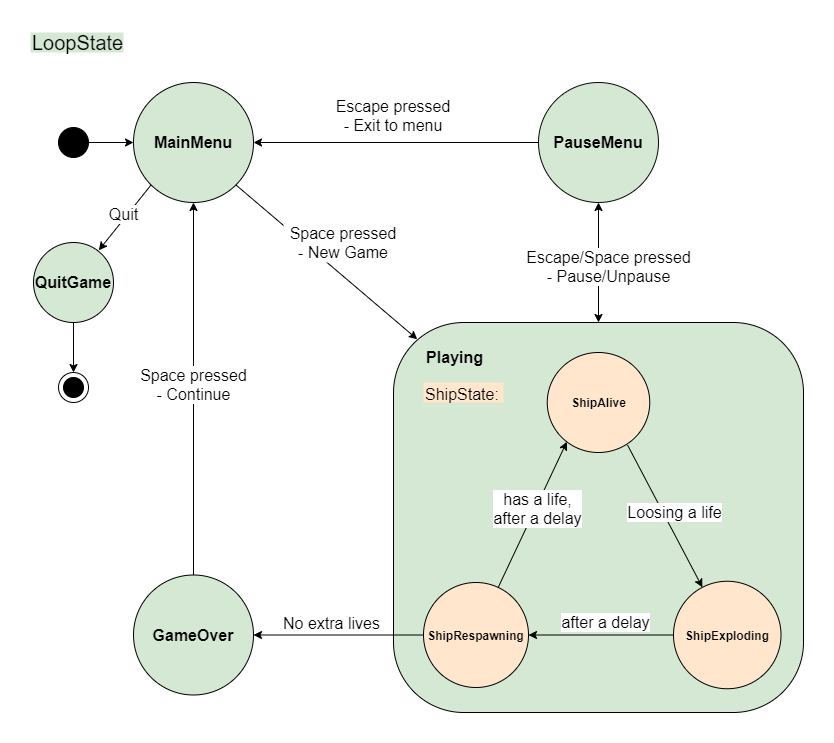 LoopState
Escape pressed
- Exit to menu
MainMenu
PauseMenu
Quit
Space pressed
- New Game
Escape/Space pressed
- Pause/Unpause
QuitGame
Playing
Space pressed
- Continue
ShipState:
ShipAlive
has a life,
after a delay
Loosing a life
GameOver
No extra lives
ShipRespawning
after a delay
ShipExploding